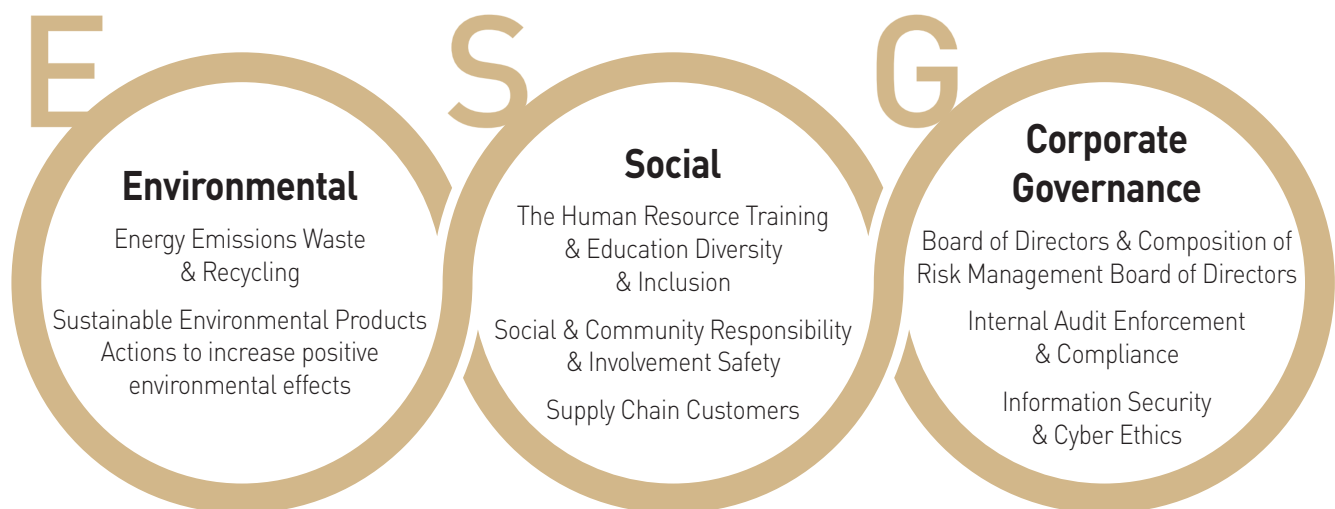 E
Environmental
Energy Emissions Waste
& Recycling
Sustainable Environmental Products
Actions to increase positive
environmental effects
S
Social
The Human Resource Training
& Education Diversity
& Inclusion
Social & Community Responsibility
& Involvement Safety
Supply Chain Customers
G
Corporate
Governance
Board of Directors & Composition of
Risk Management Board of Directors
Internal Audit Enforcement
& Compliance
Information Security
& Cyber Ethics